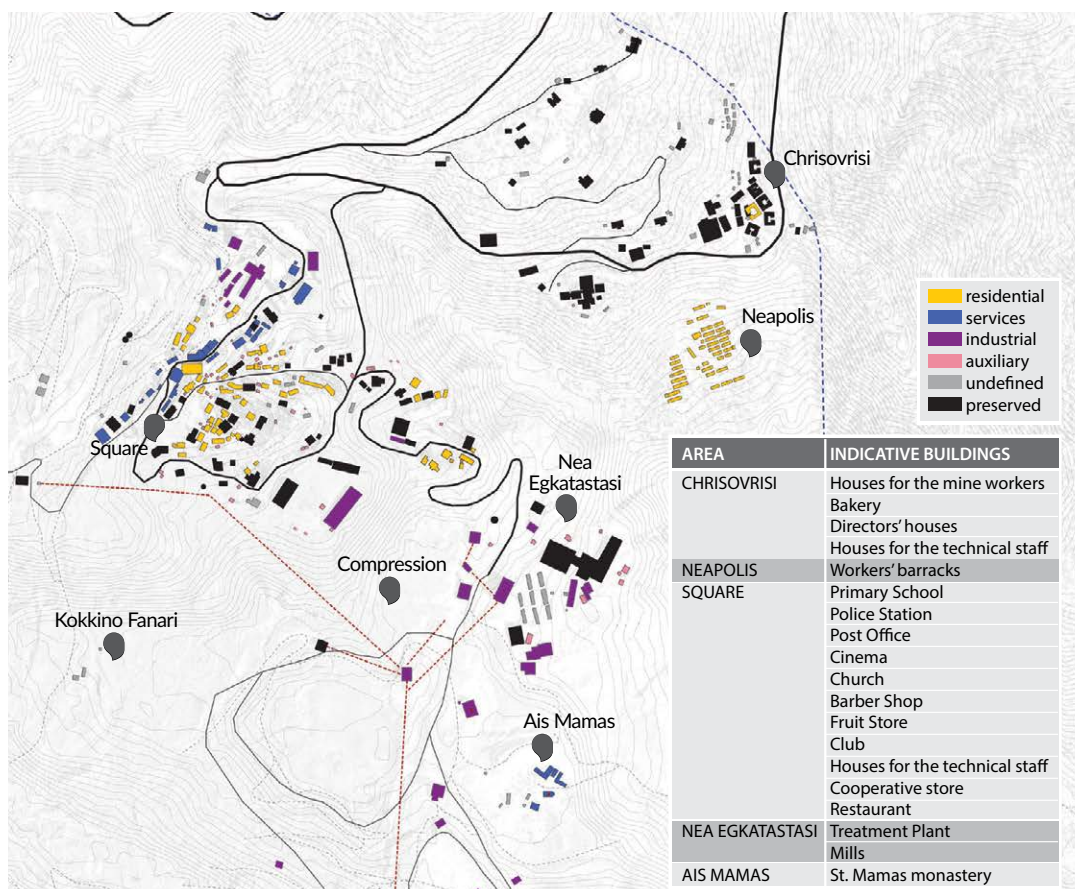 Chrisovrisi
Neapolis
residential
services
industrial
auxiliary
undefined
preserved
Square
Nea
Egkatastasi
Compression
Kokkino Fanari
Ais Mamas
AREA INDICATIVE BUILDINGS
CHRISOVRISI Houses for the mine workers
Bakery
Directors' houses
Houses for the technical staff
NEAPOLIS Workers' barracks
SQUARE Primary School
Police Station
Post Office
Cinema
Church
Barber Shop
Fruit Store
Club
Houses for the technical staff
Cooperative store
Restaurant
NEA EGKATASTASI Treatment Plant
Mills
AIS MAMAS St. Mamas monastery